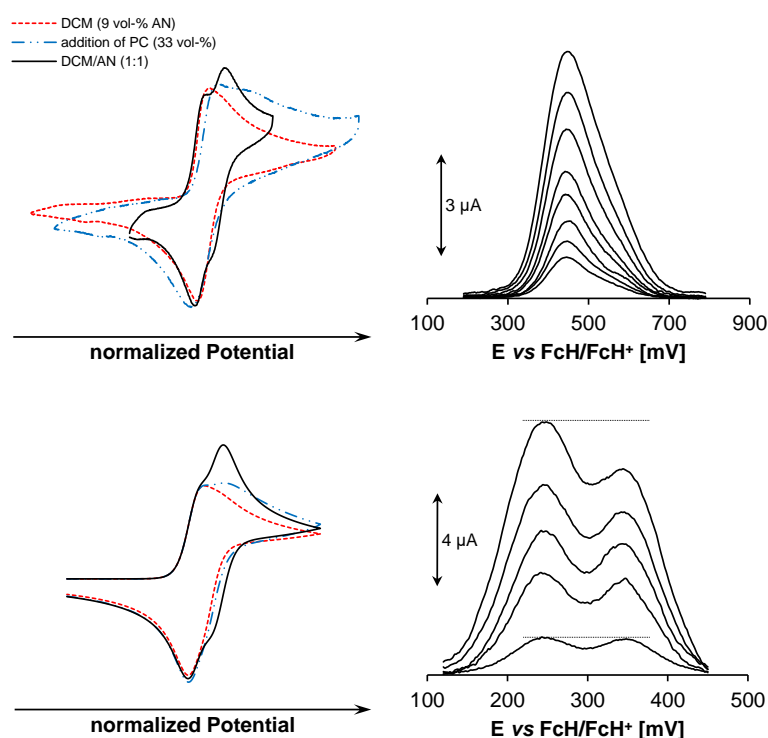 DCM (9 vol-% AN)
addition of PC (33 vol-%)
DCM/AN (1:1)
normalized Potential
3 µA
100 300 500 700 900
E vs FcH/FcH⁺ [mV]
normalized Potential
4 µA
100 200 300 400 500
E vs FcH/FcH⁺ [mV]